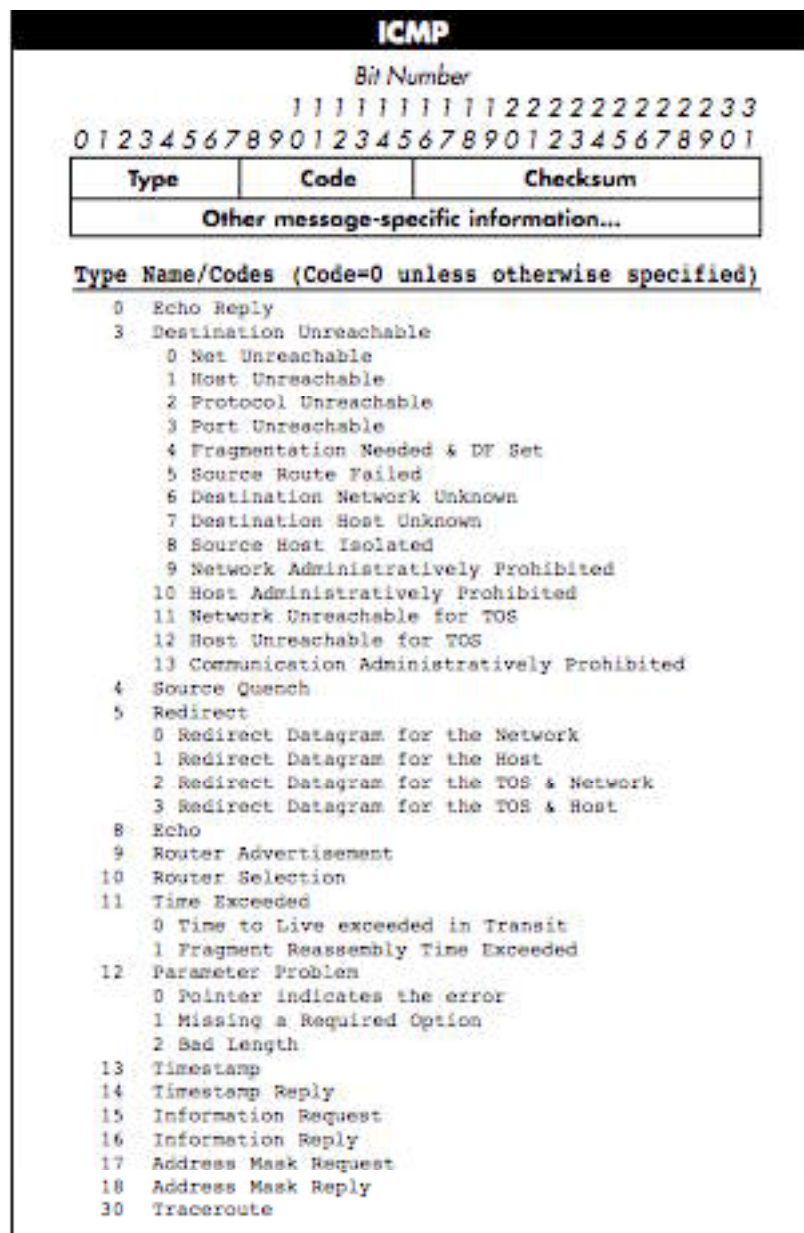 ICMP
Bit Number
1 1 1 1 1 1 1 1 1 1 2 2 2 2 2 2 2 2 2 2 3 3
0 1 2 3 4 5 6 7 8 9 0 1 2 3 4 5 6 7 8 9 0 1 2 3 4 5 6 7 8 9 0 1
Type Code Checksum
Other message-specific information...
Type Name/Codes (Code=0 unless otherwise specified)
0 Echo Reply
3 Destination Unreachable
0 Net Unreachable
1 Host Unreachable
2 Protocol Unreachable
3 Port Unreachable
4 Fragmentation Needed & DF Set
5 Source Route Failed
6 Destination Network Unknown
7 Destination Host Unknown
8 Source Host Isolated
9 Network Administratively Prohibited
10 Host Administratively Prohibited
11 Network Unreachable for TOS
12 Host Unreachable for TOS
13 Communication Administratively Prohibited
4 Source Quench
5 Redirect
0 Redirect Datagram for the Network
1 Redirect Datagram for the Host
2 Redirect Datagram for the TOS & Network
3 Redirect Datagram for the TOS & Host
8 Echo
9 Router Advertisement
10 Router Selection
11 Time Exceeded
0 Time to Live exceeded in Transit
1 Fragment Reassembly Time Exceeded
12 Parameter Problem
0 Pointer indicates the error
1 Missing a Required Option
2 Bad Length
13 Timestamp
14 Timestamp Reply
15 Information Request
16 Information Reply
17 Address Mask Request
18 Address Mask Reply
30 Traceroute